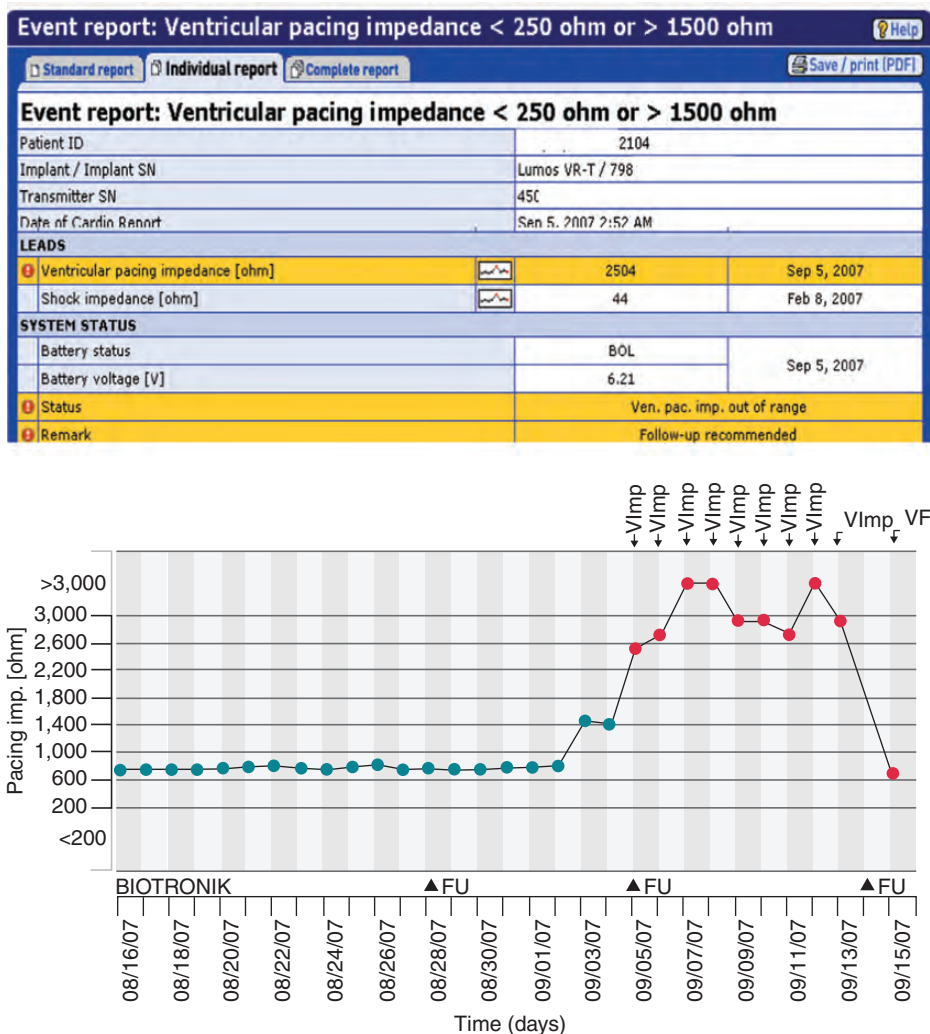 Event report: Ventricular pacing impedance < 250 ohm or > 1500 ohm
Help
Standard report Individual report Complete report Save / print (PDF)
Event report: Ventricular pacing impedance < 250 ohm or > 1500 ohm
Patient ID 2104
Implant / Implant SN Lumos VR-T / 798
Transmitter SN 450
Date of Cardio Report Sep 5, 2007 2:52 AM
LEADS
Ventricular pacing impedance [ohm] 2504 Sep 5, 2007
Shock impedance [ohm] 44 Feb 8, 2007
SYSTEM STATUS
Battery status BOL
Sep 5, 2007
Battery voltage [V] 6.21
Status Ven. pac. imp. out of range
Remark Follow-up recommended
VImp VImp VImp VImp VImp VImp VImp VImp VImp VF
Pacing imp. [ohm]
>3,000
3,000
2,600
2,200
1,800
1,400
1,000
600
200
<200
BIOTRONIK ▲FU ▲FU ▲FU
08/16/07 08/18/07 08/20/07 08/22/07 08/24/07 08/26/07 08/28/07 08/30/07 09/01/07 09/03/07 09/05/07 09/07/07 09/09/07 09/11/07 09/13/07 09/15/07
Time (days)